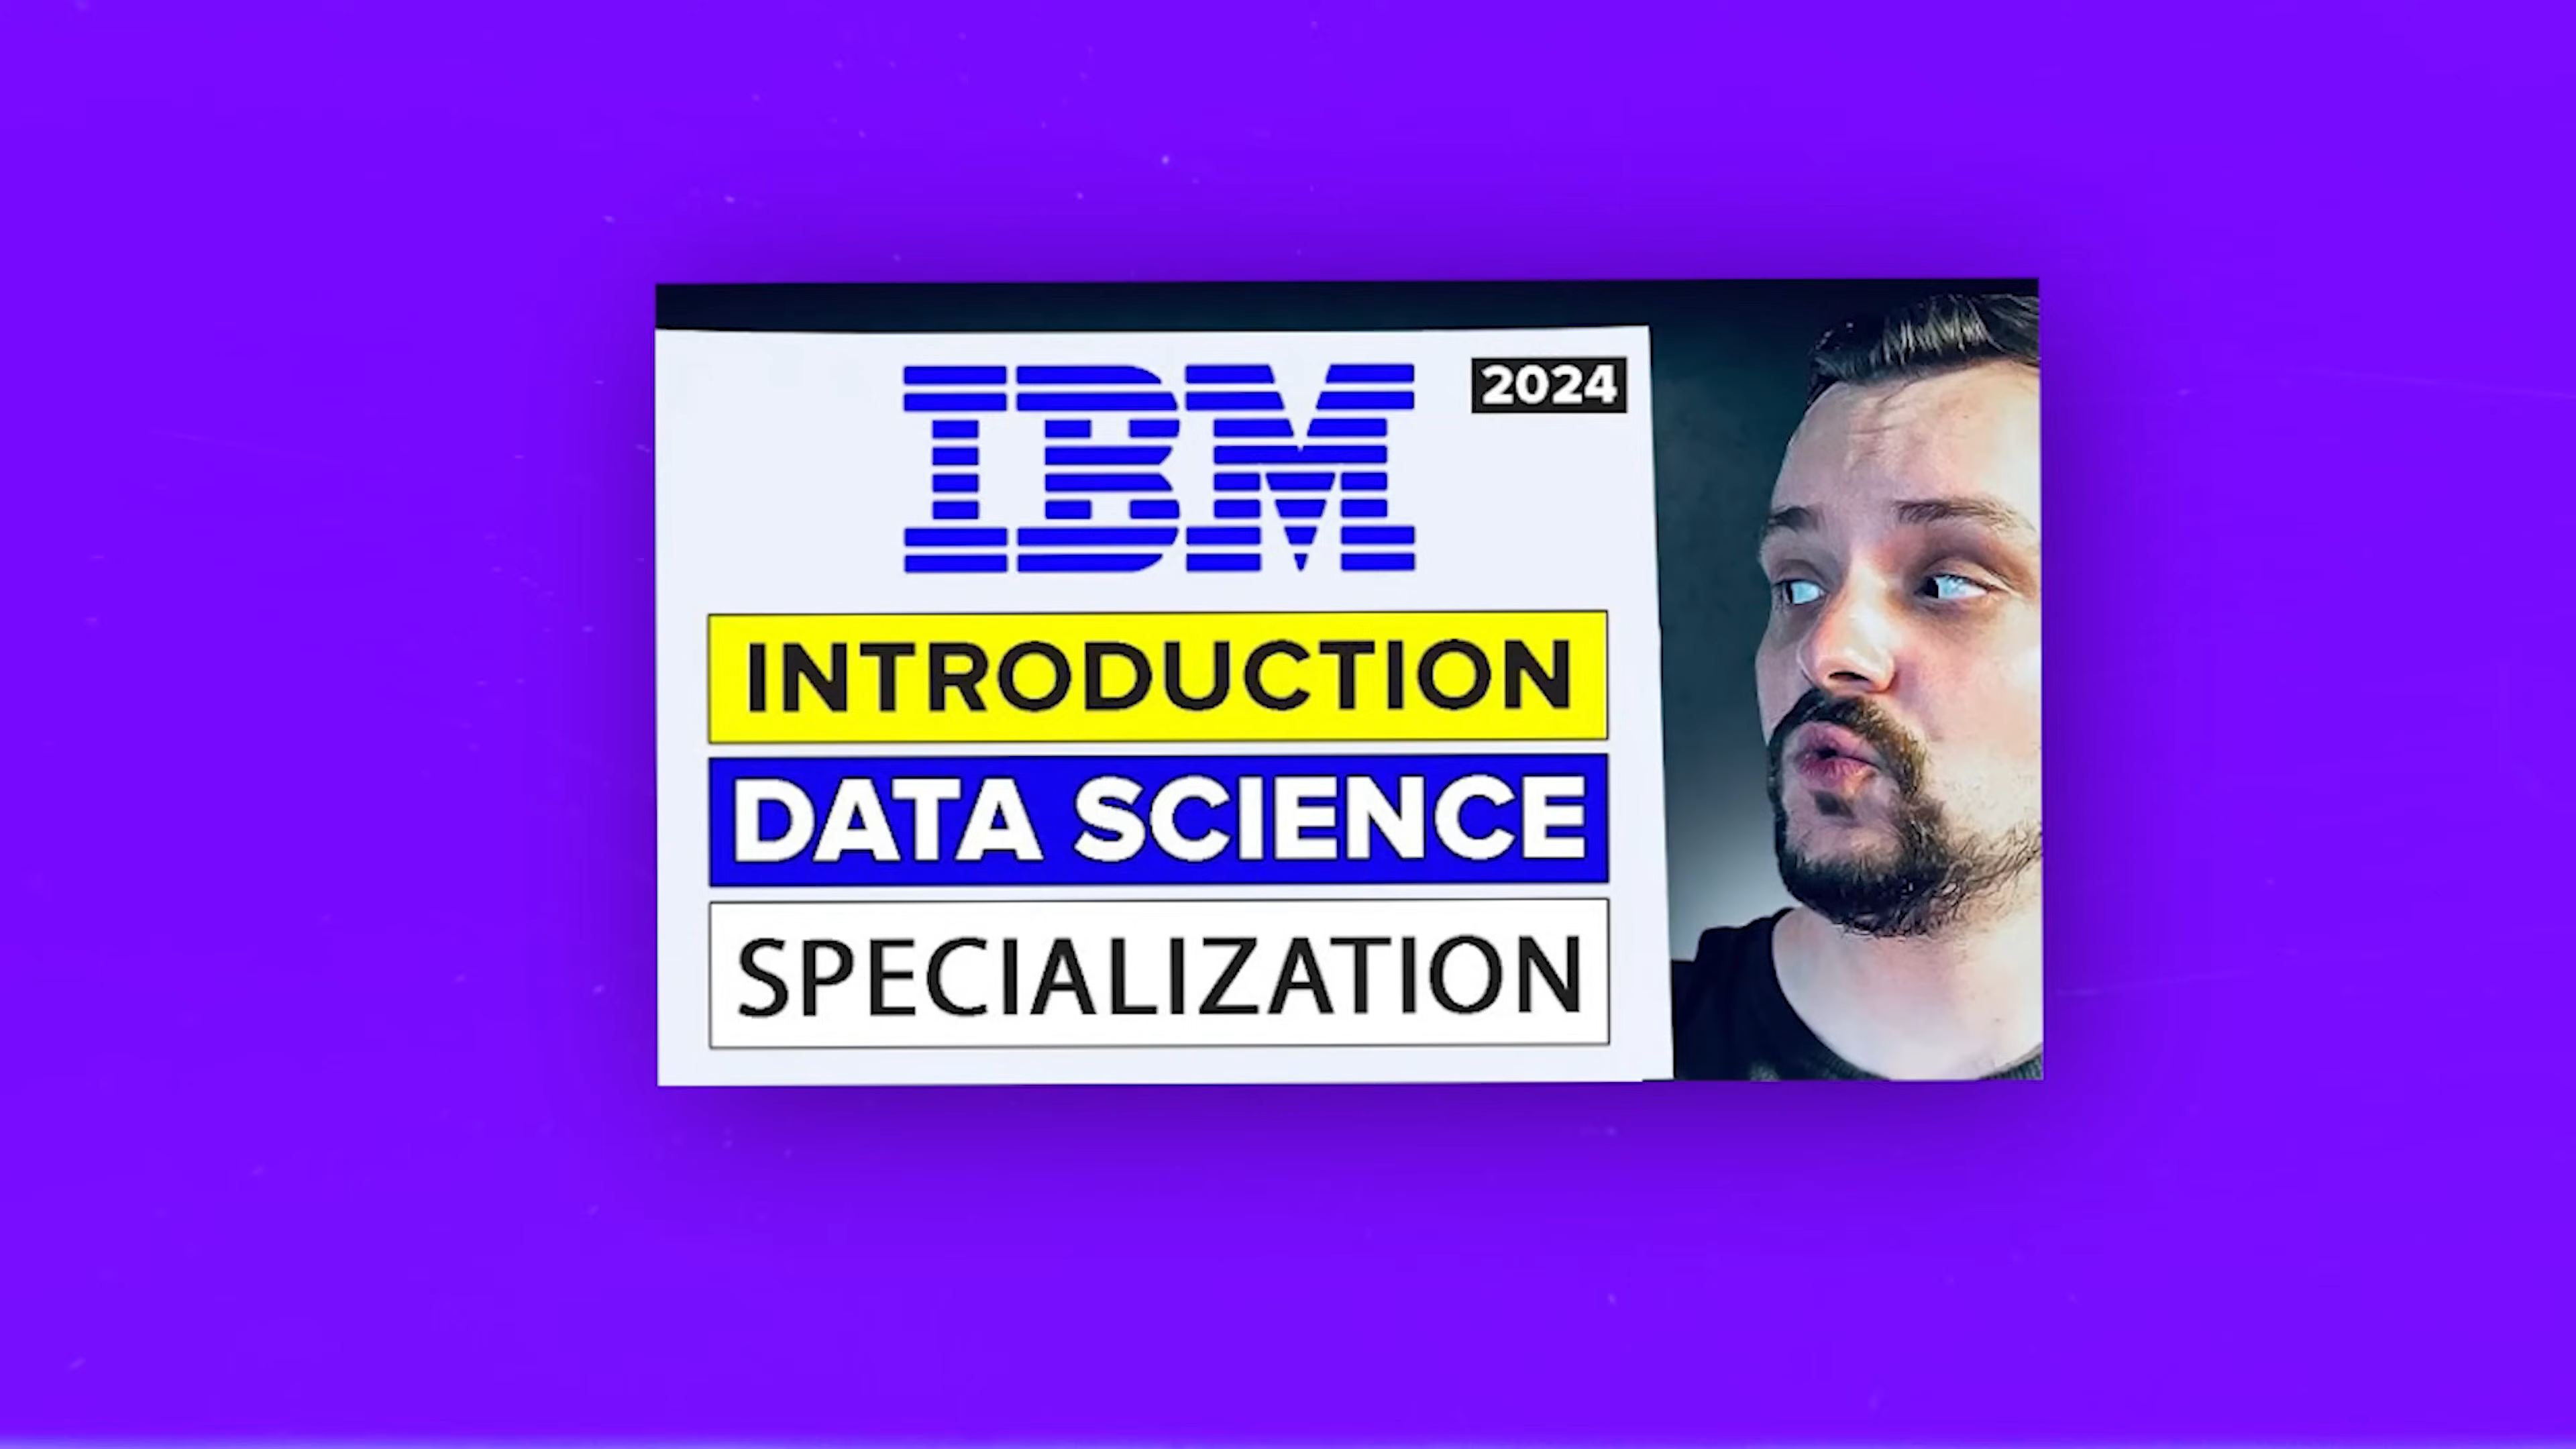 IBM
2024
INTRODUCTION
DATA SCIENCE
SPECIALIZATION